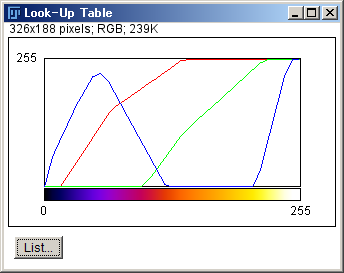 Look-Up Table
326x188 pixels; RGB; 239K
255
0
255
List...